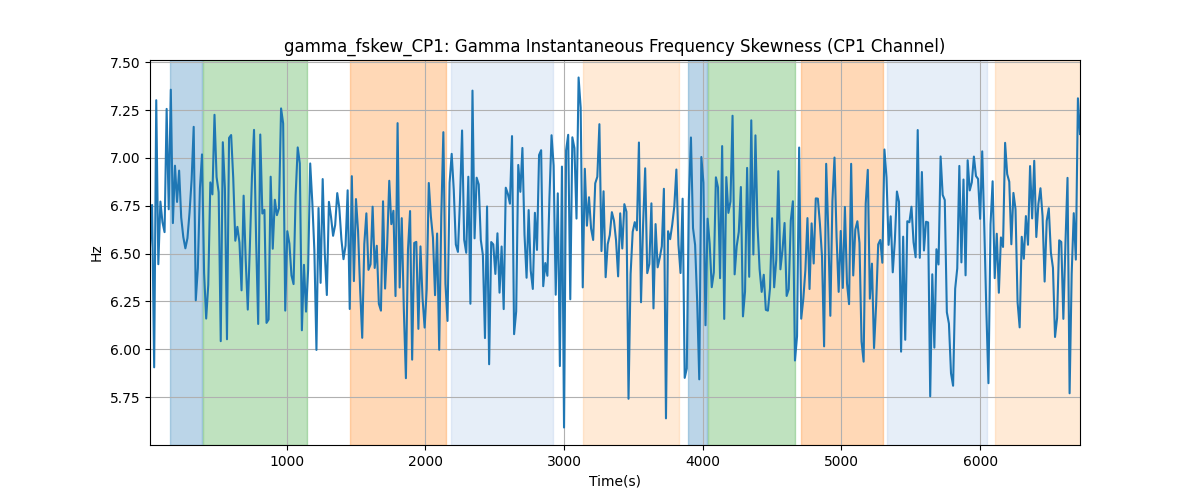 gamma_fskew_CP1: Gamma Instantaneous Frequency Skewness (CP1 Channel)
Hz
7.50
7.25
7.00
6.75
6.50
6.25
6.00
5.75
1000 2000 3000 4000 5000 6000
Time(s)